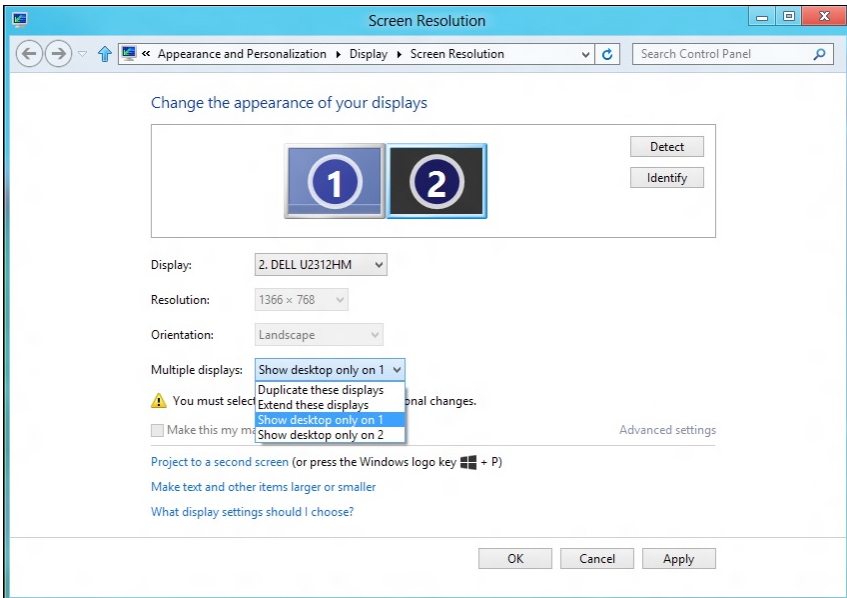 Screen Resolution
« Appearance and Personalization ▸ Display ▸ Screen Resolution
Search Control Panel
Change the appearance of your displays
1 2
Detect
Identify
Display: 2. DELL U2312HM
Resolution: 1366 × 768
Orientation: Landscape
Multiple displays: Show desktop only on 1
Duplicate these displays
Extend these displays
Show desktop only on 1
Show desktop only on 2
You must select onal changes.
Make this my ma
Advanced settings
Project to a second screen (or press the Windows logo key + P)
Make text and other items larger or smaller
What display settings should I choose?
OK Cancel Apply